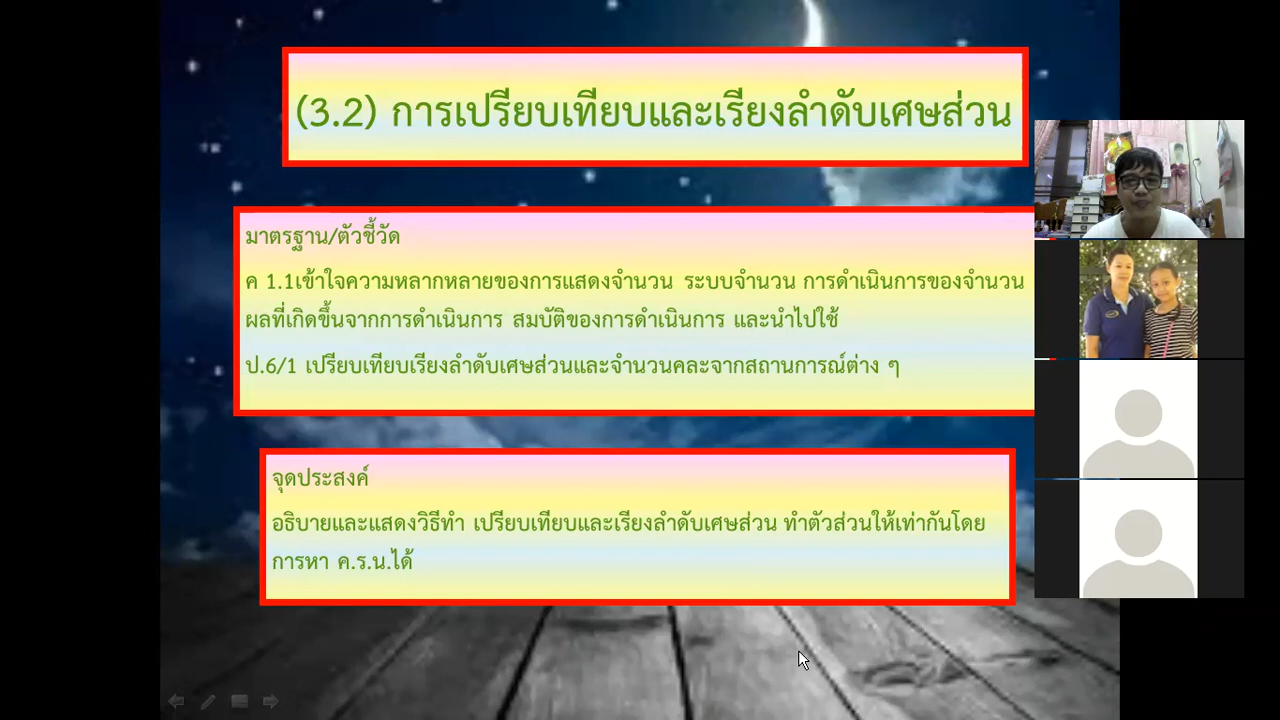 (3.2) การเปรียบเทียบและเรียงลำดับเศษส่วน
มาตรฐาน/ตัวชี้วัด
ค 1.1เข้าใจความหลากหลายของการแสดงจำนวน ระบบจำนวน การดำเนินการของจำนวน
ผลที่เกิดขึ้นจากการดำเนินการ สมบัติของการดำเนินการ และนำไปใช้
ป.6/1 เปรียบเทียบเรียงลำดับเศษส่วนและจำนวนคละจากสถานการณ์ต่าง ๆ
จุดประสงค์
อธิบายและแสดงวิธีทำ เปรียบเทียบและเรียงลำดับเศษส่วน ทำตัวส่วนให้เท่ากันโดย
การหา ค.ร.น.ได้